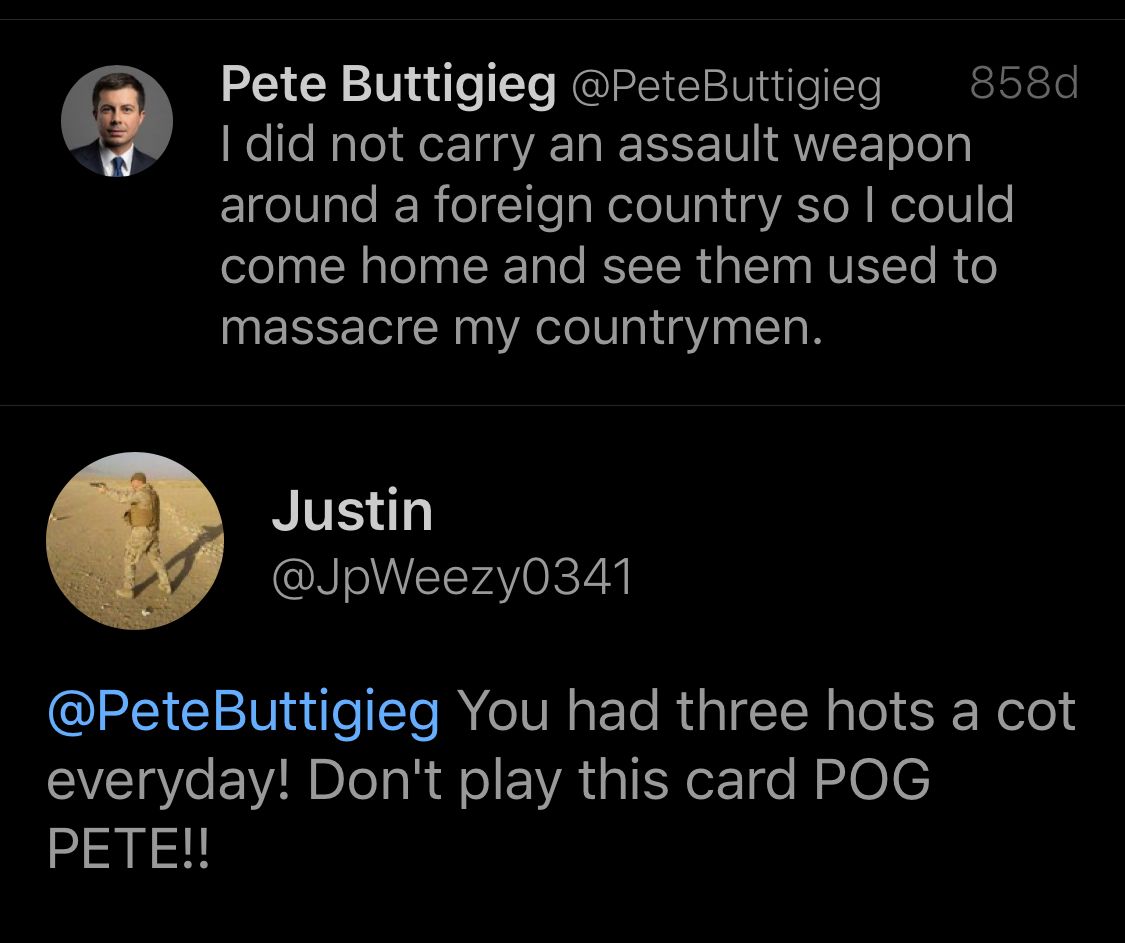 Pete Buttigieg @PeteButtigieg 858d
I did not carry an assault weapon
around a foreign country so I could
come home and see them used to
massacre my countrymen.
Justin
@JpWeezy0341
@PeteButtigieg You had three hots a cot
everyday! Don't play this card POG
PETE!!